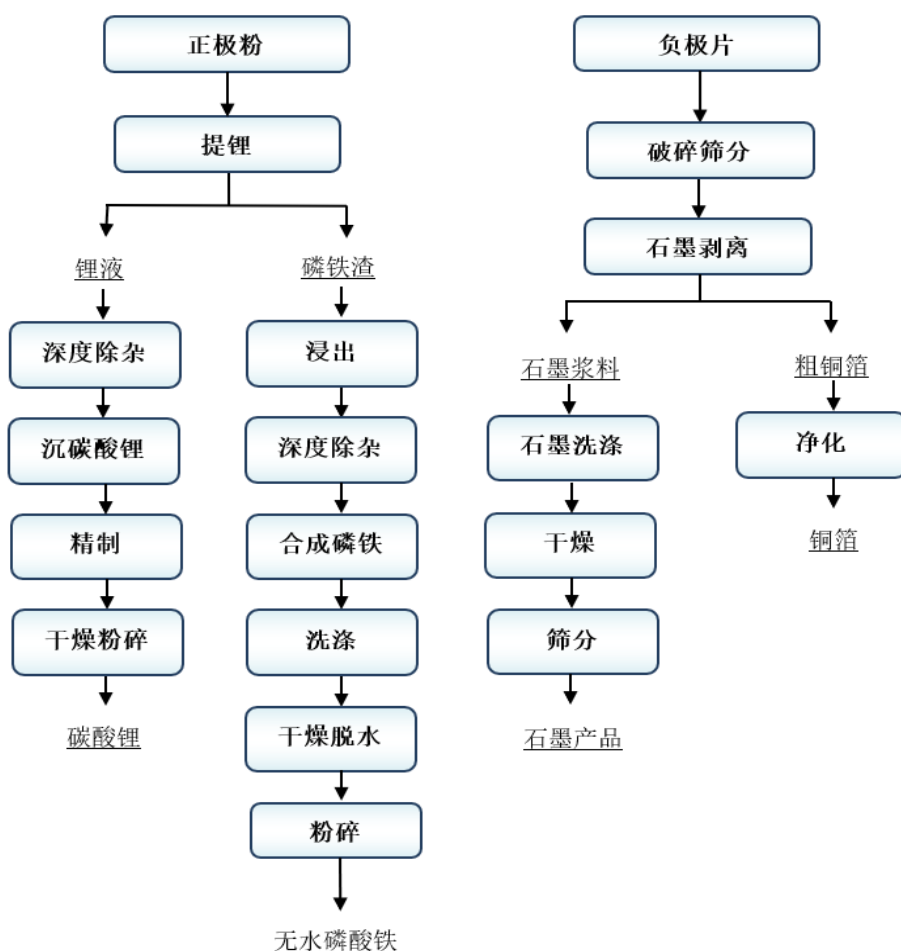 正极粉
提锂
锂液
深度除杂
沉碳酸锂
精制
干燥粉碎
碳酸锂
磷铁渣
浸出
深度除杂
合成磷铁
洗涤
干燥脱水
粉碎
无水磷酸铁
负极片
破碎筛分
石墨剥离
石墨浆料
石墨洗涤
干燥
筛分
石墨产品
粗铜箔
净化
铜箔